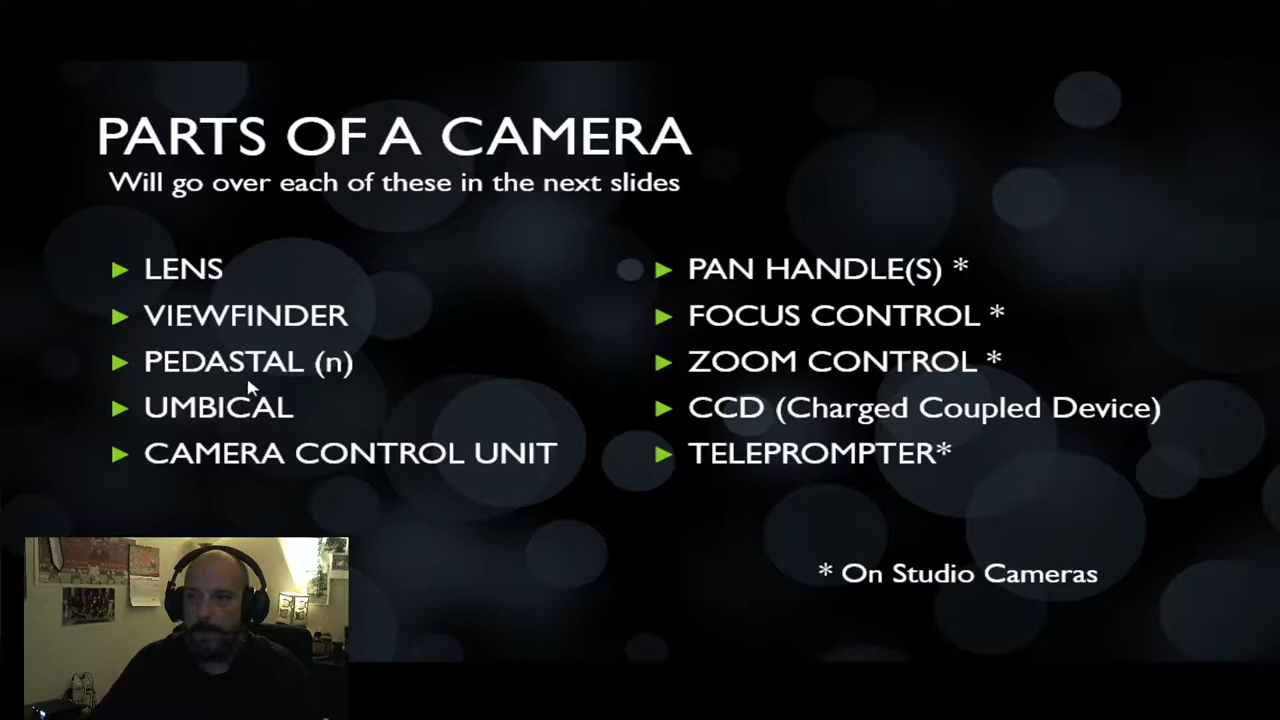 PARTS OF A CAMERA
Will go over each of these in the next slides
LENS
VIEWFINDER
PEDASTAL (n)
UMBICAL
CAMERA CONTROL UNIT
PAN HANDLE(S) *
FOCUS CONTROL *
ZOOM CONTROL *
CCD (Charged Coupled Device)
TELEPROMPTER*
* On Studio Cameras